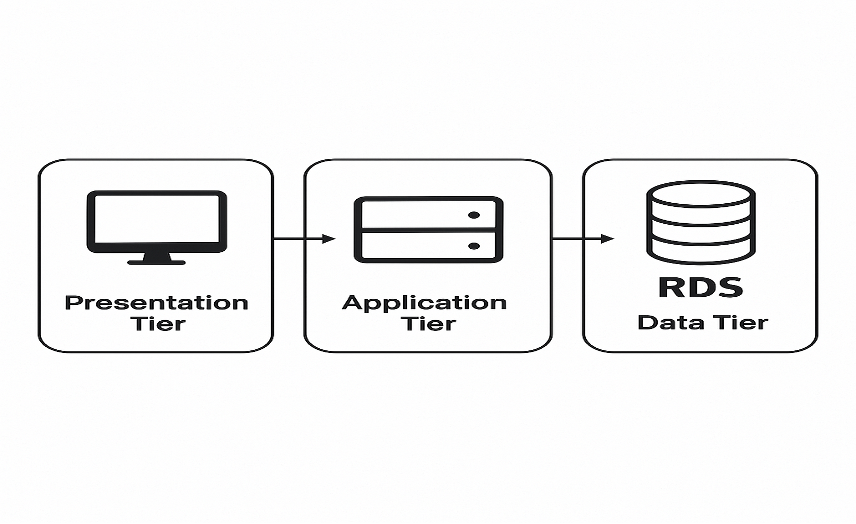 Presentation
Tier
Application
Tier
RDS
Data Tier